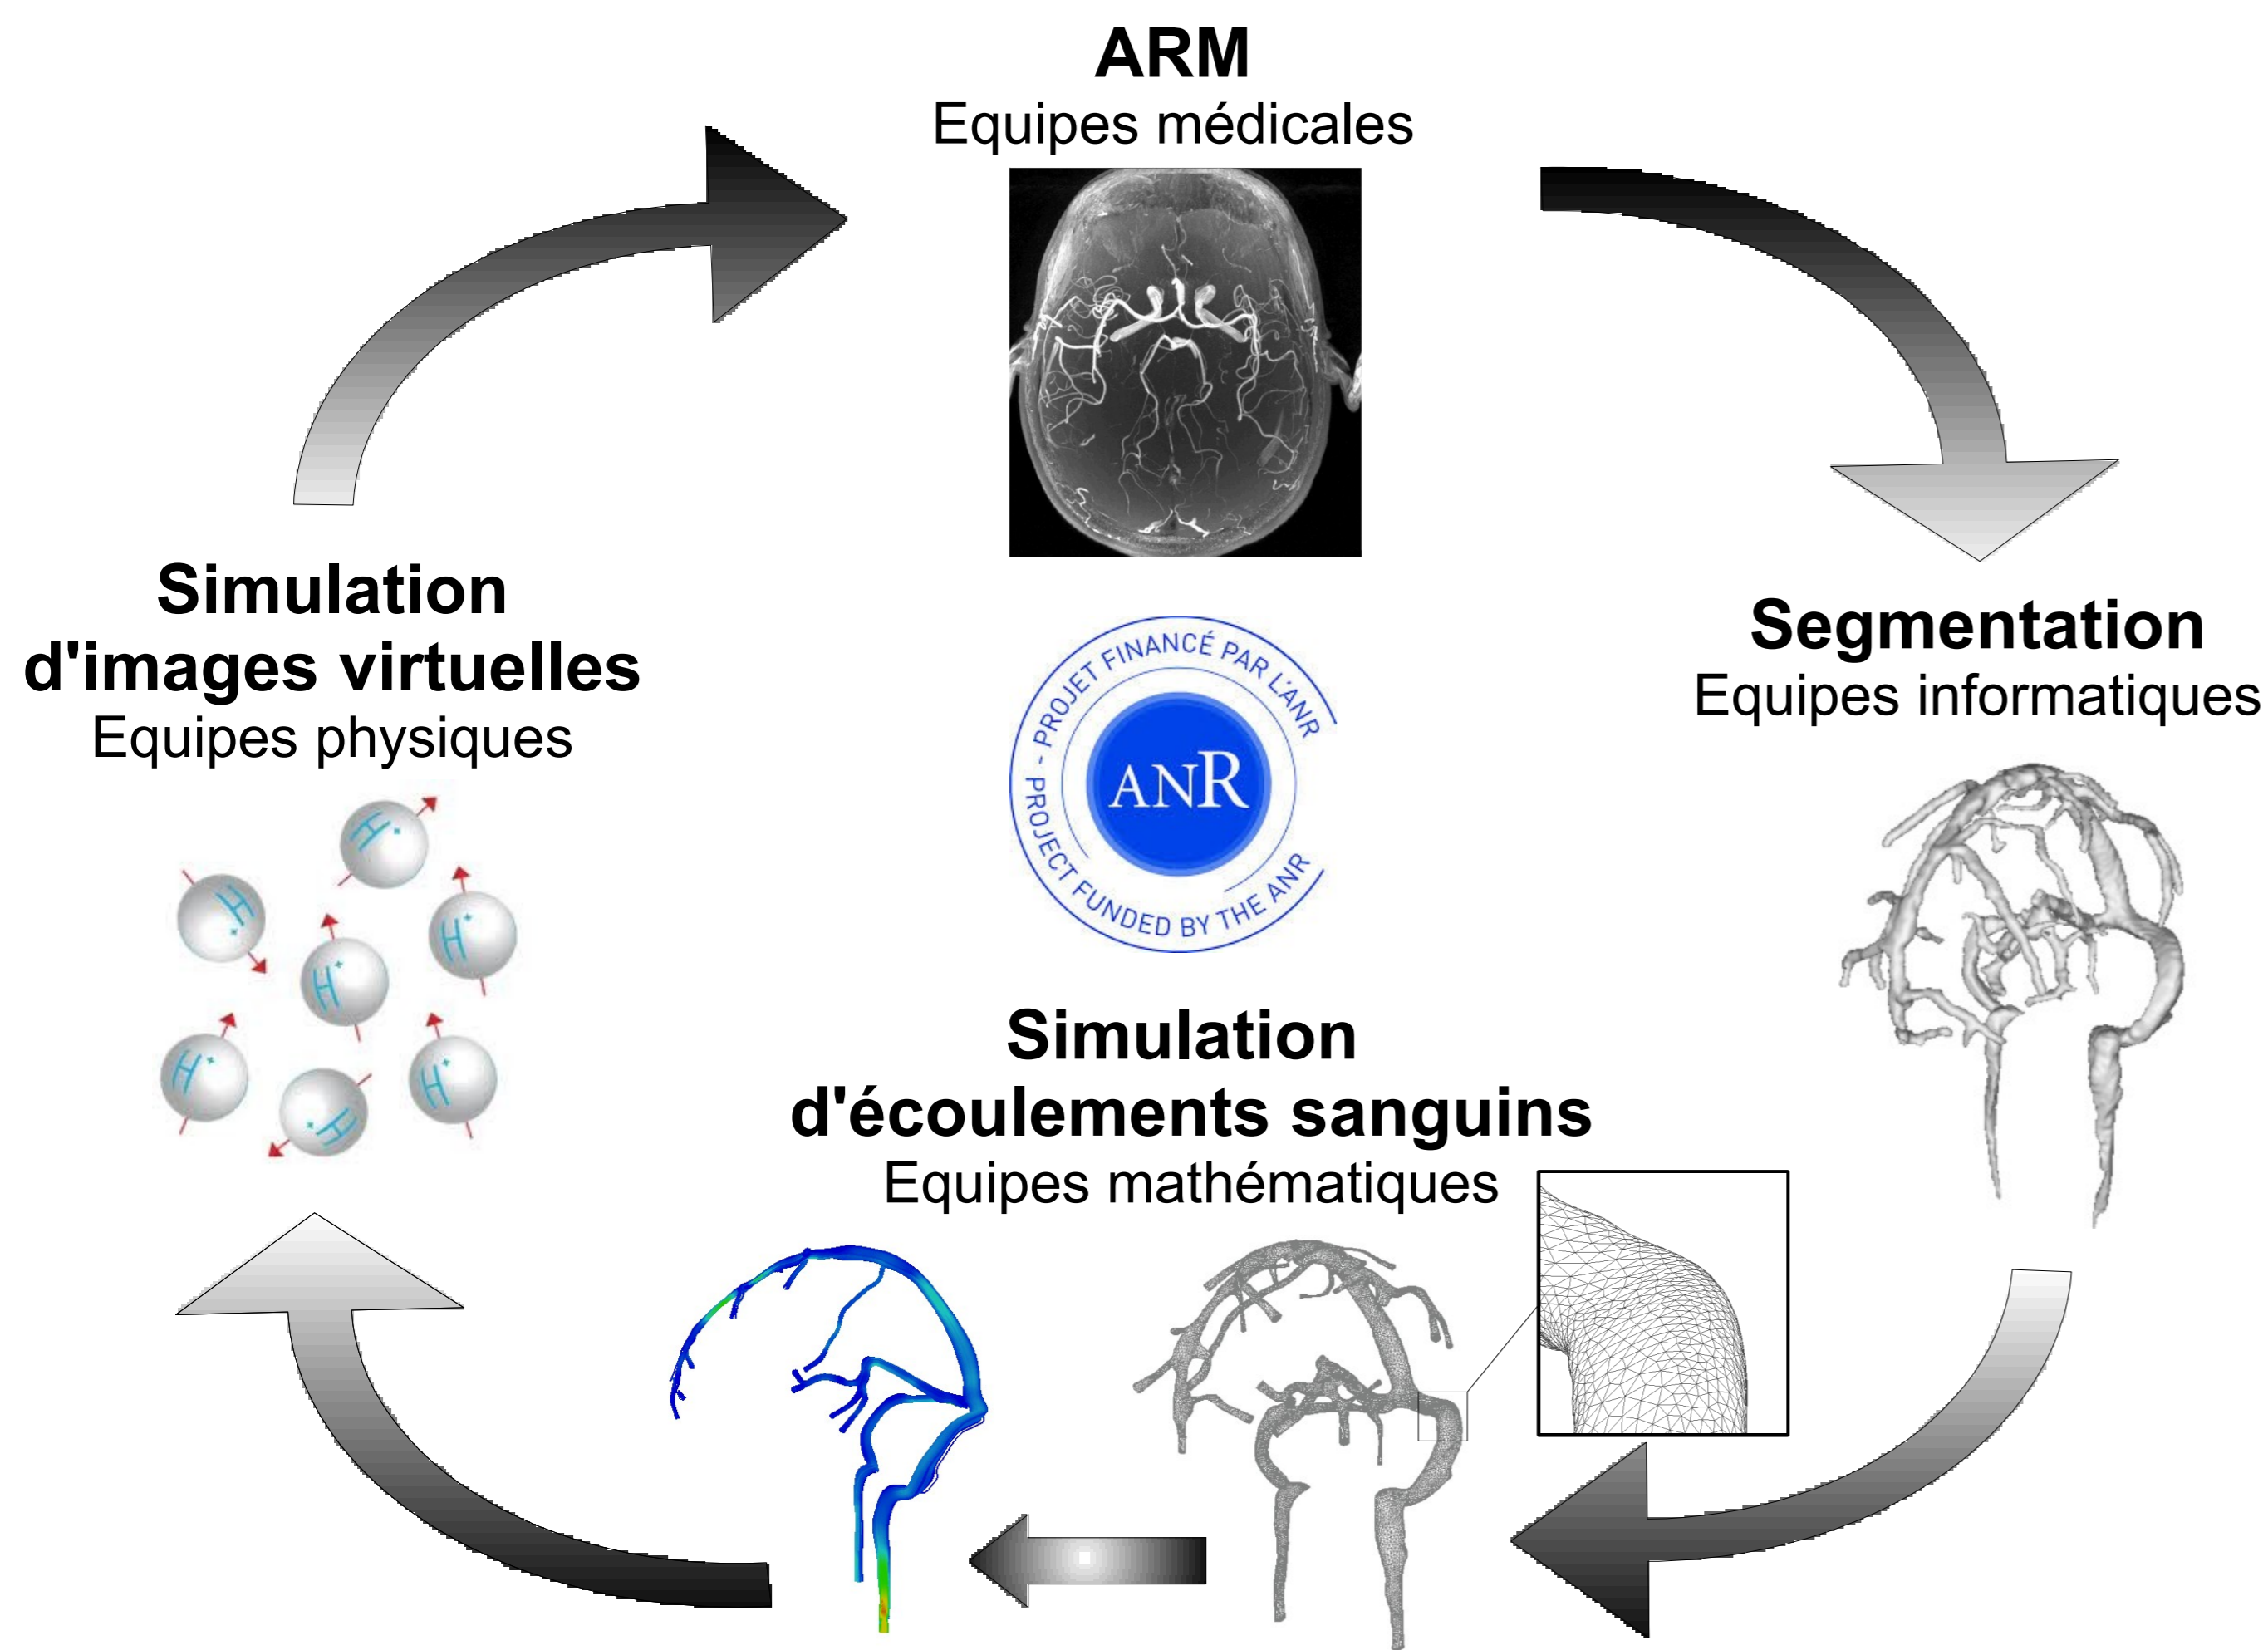 ARM
Equipes médicales
Simulation
d'images virtuelles
Equipes physiques
Segmentation
Equipes informatiques
- PROJET FINANCÉ PAR L'ANR
ANR
PROJECT FUNDED BY THE ANR
H+
H+
H+
H+
H+
H+
H+
Simulation
d'écoulements sanguins
Equipes mathématiques